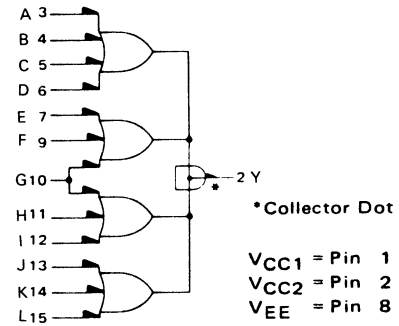 A 3
B 4
C 5
D 6
E 7
F 9
G10
H11
I 12
J13
K14
L15
2 Y
*
*Collector Dot
VCC1 = Pin 1
VCC2 = Pin 2
VEE = Pin 8